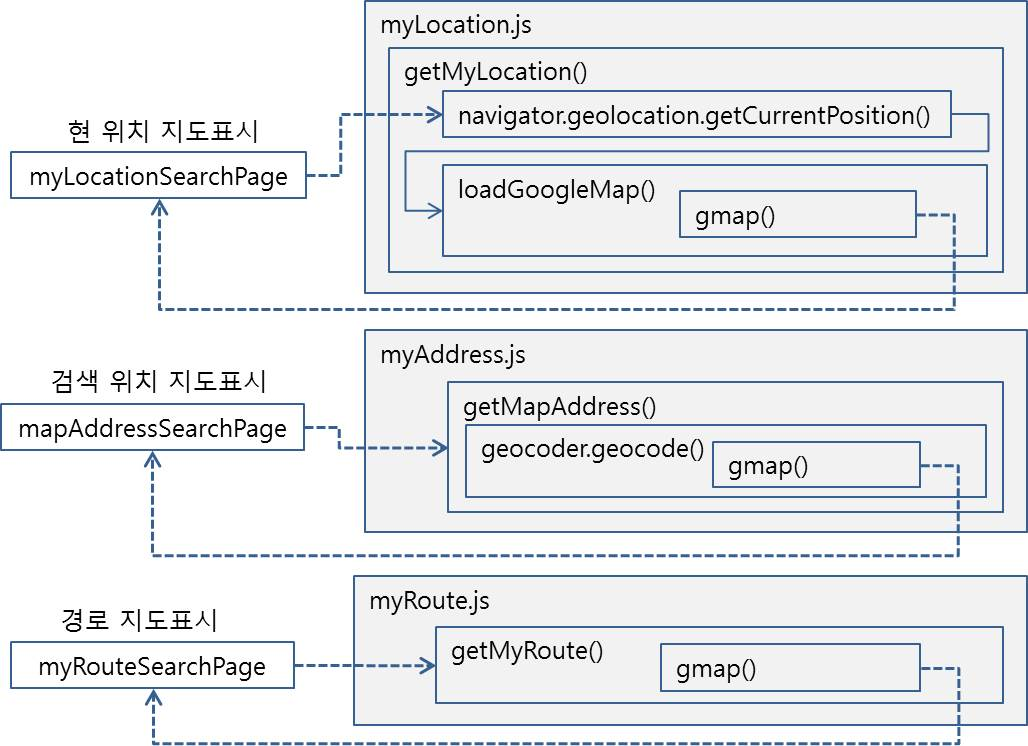 myLocation.js
getMyLocation()
navigator.geolocation.getCurrentPosition()
현 위치 지도표시
myLocationSearchPage
loadGoogleMap()
gmap()
myAddress.js
검색 위치 지도표시
getMapAddress()
mapAddressSearchPage
geocoder.geocode()
gmap()
myRoute.js
경로 지도표시
getMyRoute()
myRouteSearchPage
gmap()